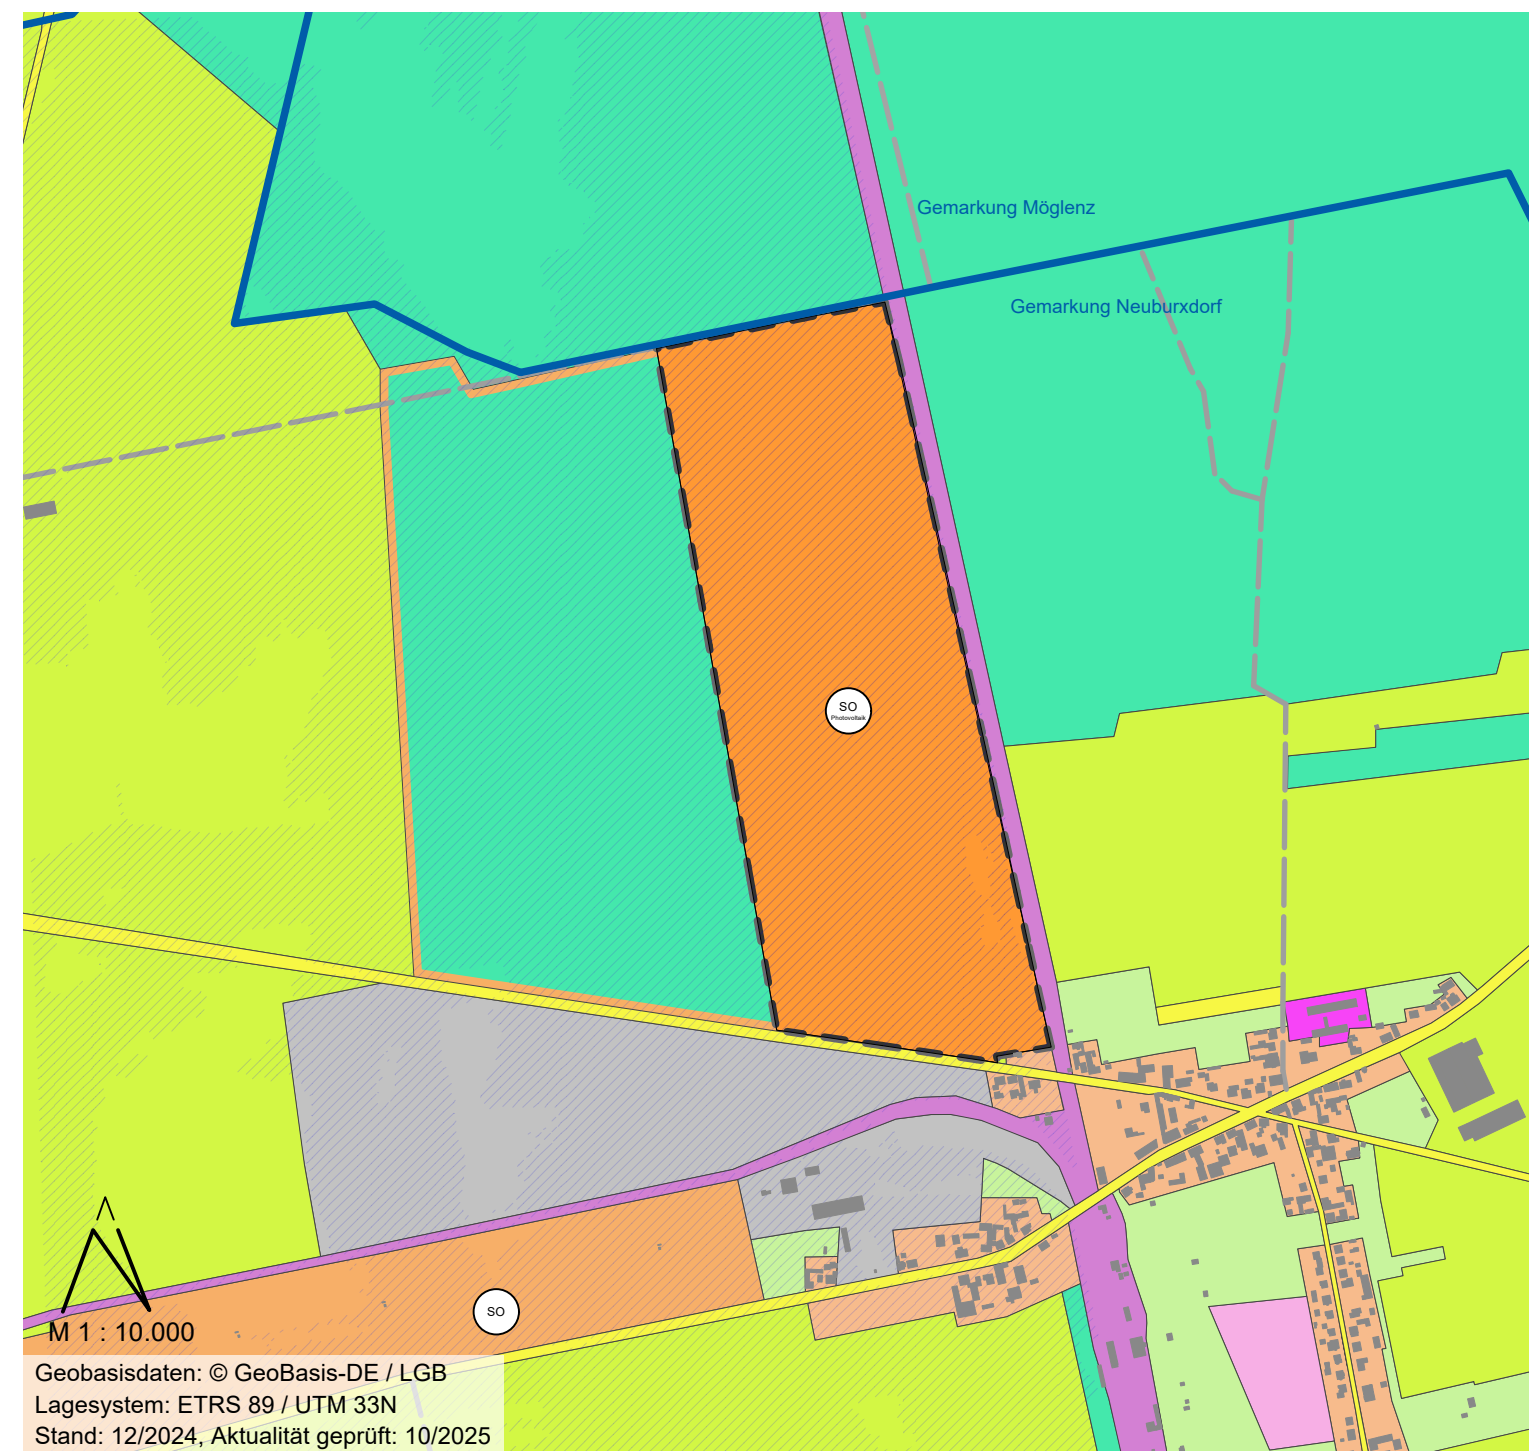 Gemarkung Möglenz
Gemarkung Neuburxdorf
SO
Photovoltaik
SO
M 1 : 10.000
Geobasisdaten: © GeoBasis-DE / LGB
Lagesystem: ETRS 89 / UTM 33N
Stand: 12/2024, Aktualität geprüft: 10/2025